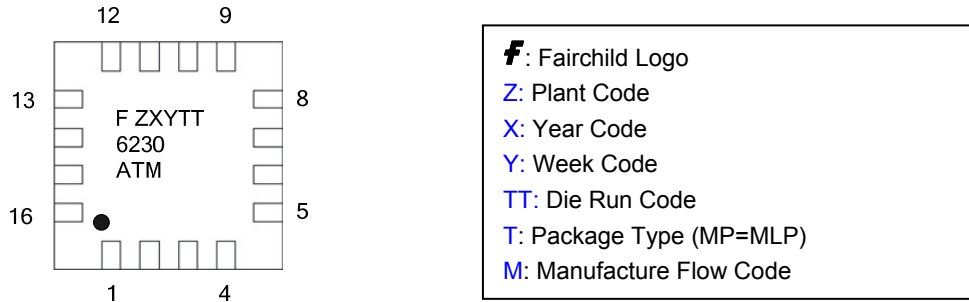 12 9
13 8
F ZXYTT
6230
ATM
16 5
1 4
f: Fairchild Logo
Z: Plant Code
X: Year Code
Y: Week Code
TT: Die Run Code
T: Package Type (MP=MLP)
M: Manufacture Flow Code